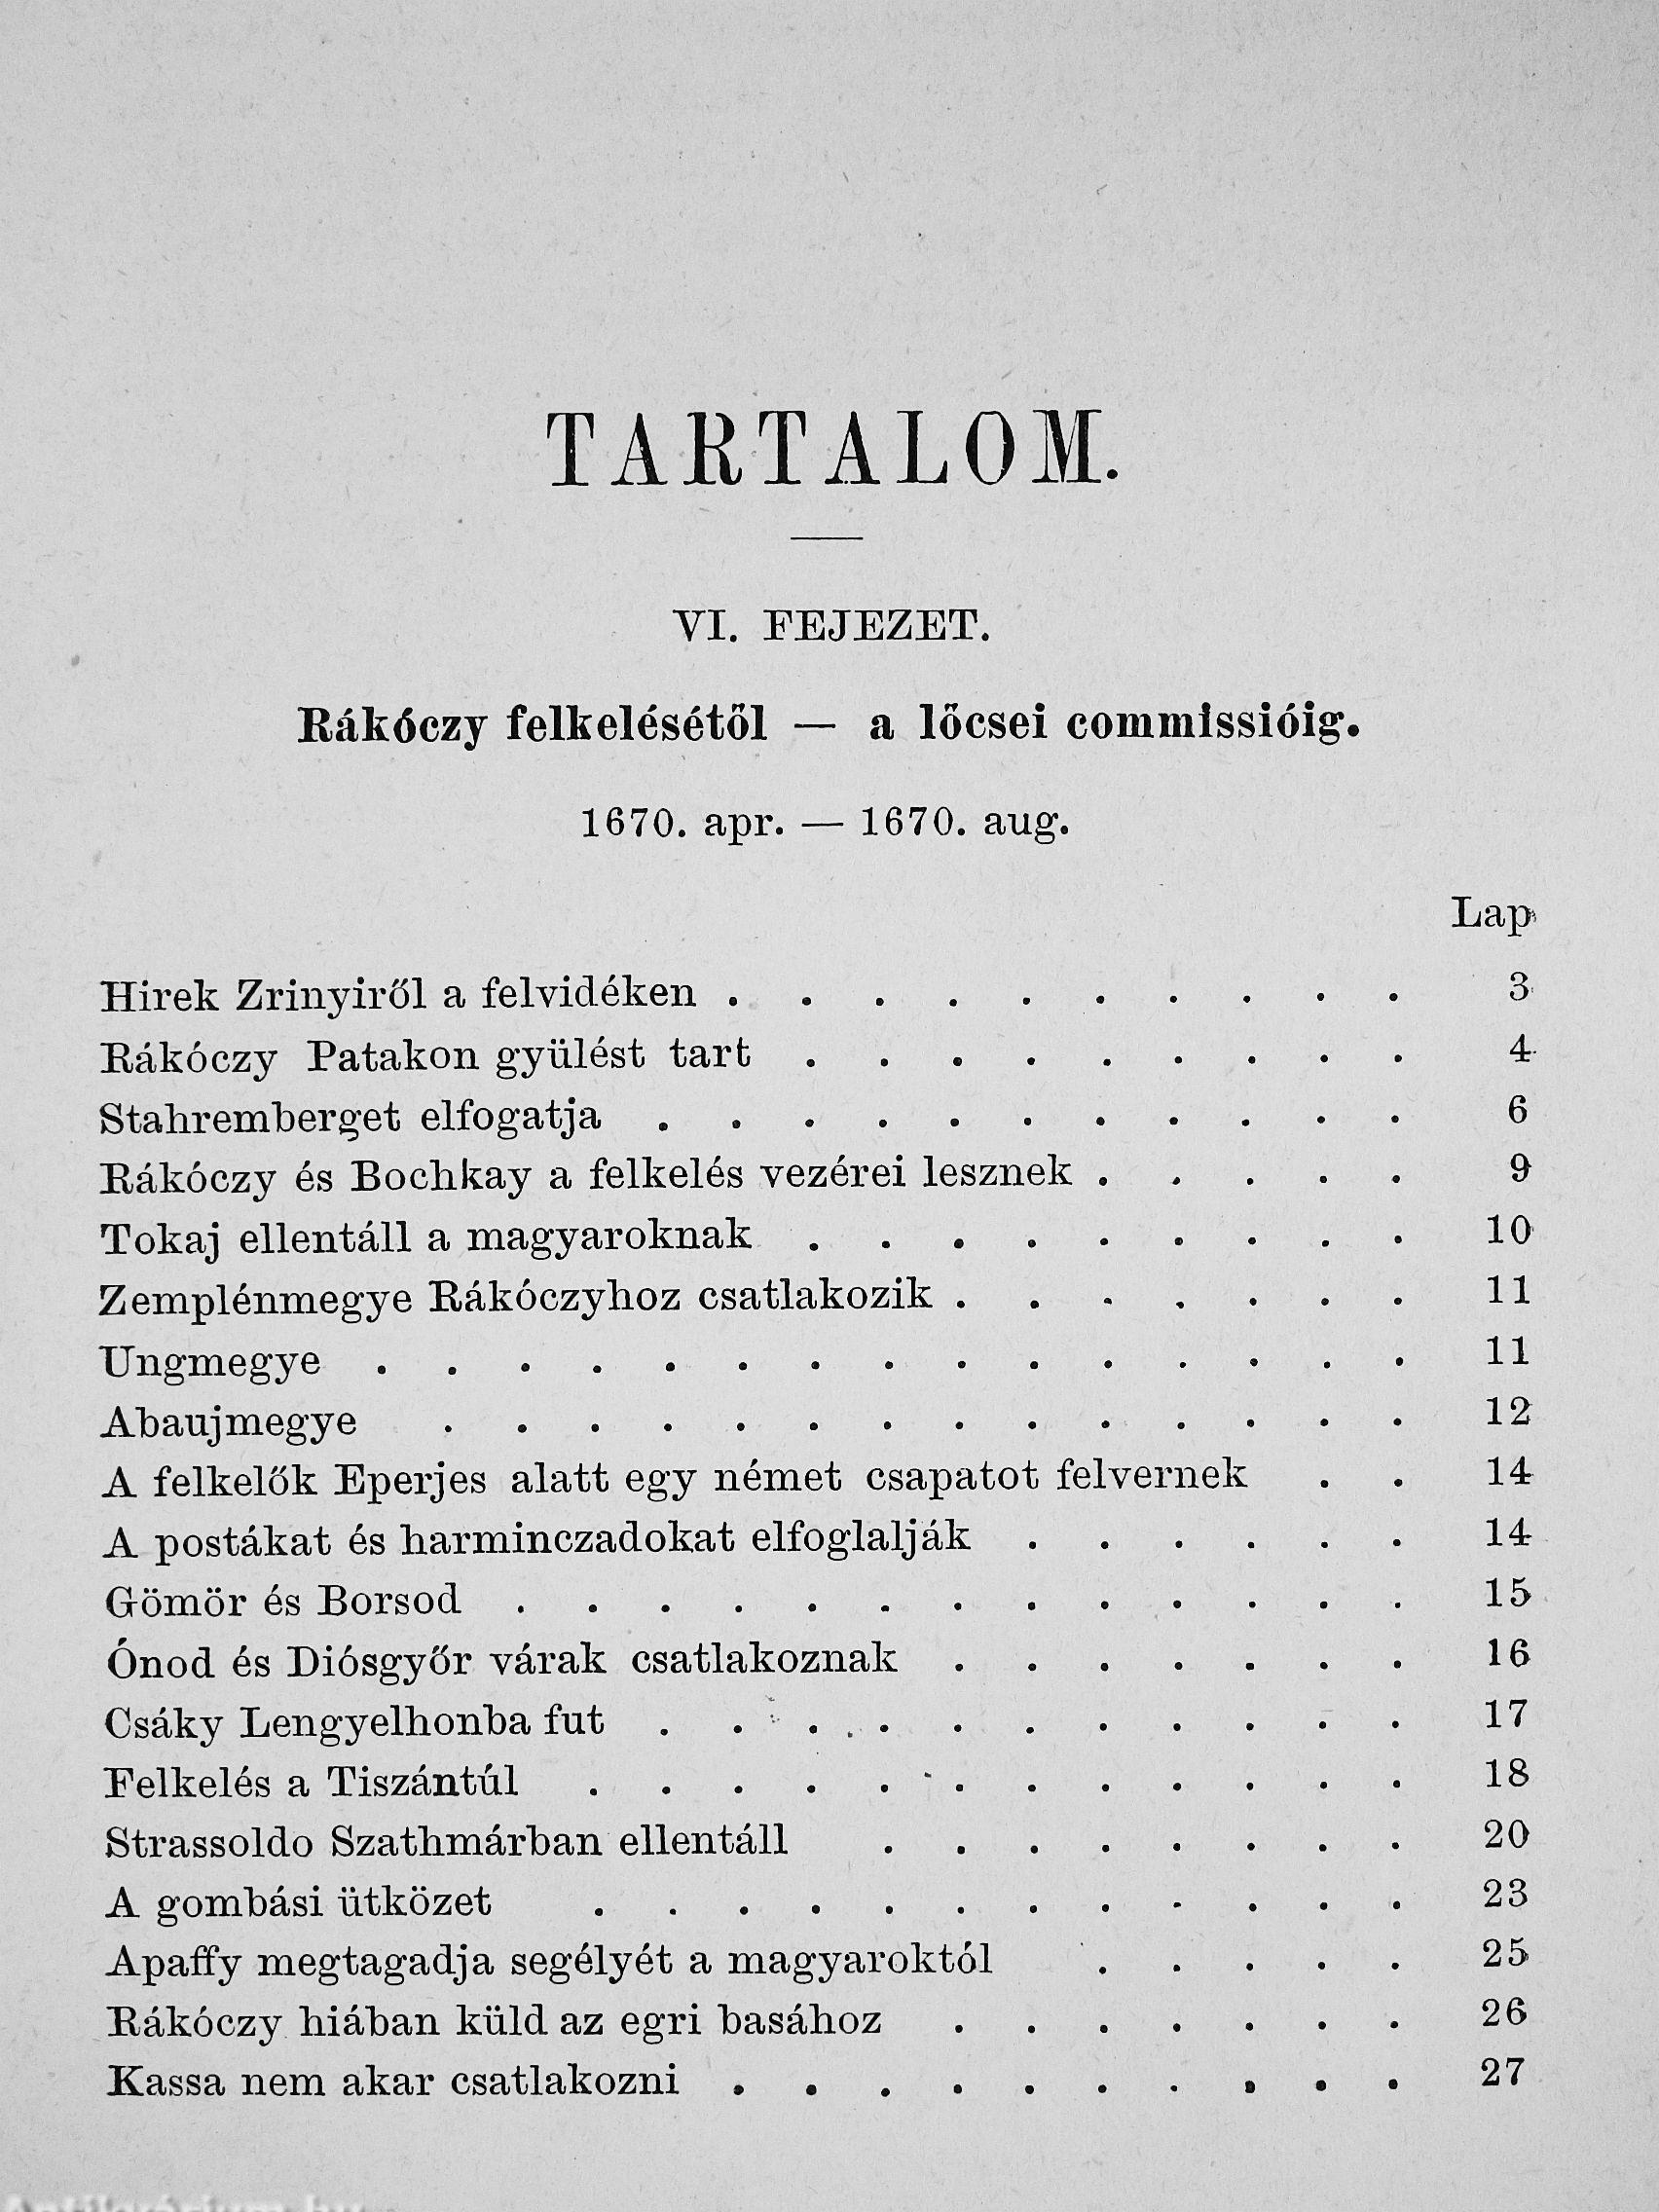 TARTALOM.
VI. FEJEZET.
Rákóczy felkelésétől — a lőcsei commissióig.
1670. apr. — 1670. aug.
Lap
Hirek Zrinyiről a felvidéken . . . . . . . . . . 3
Rákóczy Patakon gyülést tart . . . . . . . . . 4
Stahremberget elfogatja . . . . . . . . . . . 6
Rákóczy és Bochkay a felkelés vezérei lesznek . . . . . 9
Tokaj ellentáll a magyaroknak . . . . . . . . . 10
Zemplénmegye Rákóczyhoz csatlakozik . . . . . . . 11
Ungmegye . . . . . . . . . . . . . . . 11
Abaujmegye . . . . . . . . . . . . . . 12
A felkelők Eperjes alatt egy német csapatot felvernek . . 14
A postákat és harminczadokat elfoglalják . . . . . . 14
Gömör és Borsod . . . . . . . . . . . . . 15
Ónod és Diósgyőr várak csatlakoznak . . . . . . . 16
Csáky Lengyelhonba fut . . . . . . . . . . . 17
Felkelés a Tiszántúl . . . . . . . . . . . . 18
Strassoldo Szathmárban ellentáll . . . . . . . . 20
A gombási ütközet . . . . . . . . . . . . 23
Apaffy megtagadja segélyét a magyaroktól . . . . . 25
Rákóczy hiában küld az egri basához . . . . . . . 26
Kassa nem akar csatlakozni . . . . . . . . . . 27